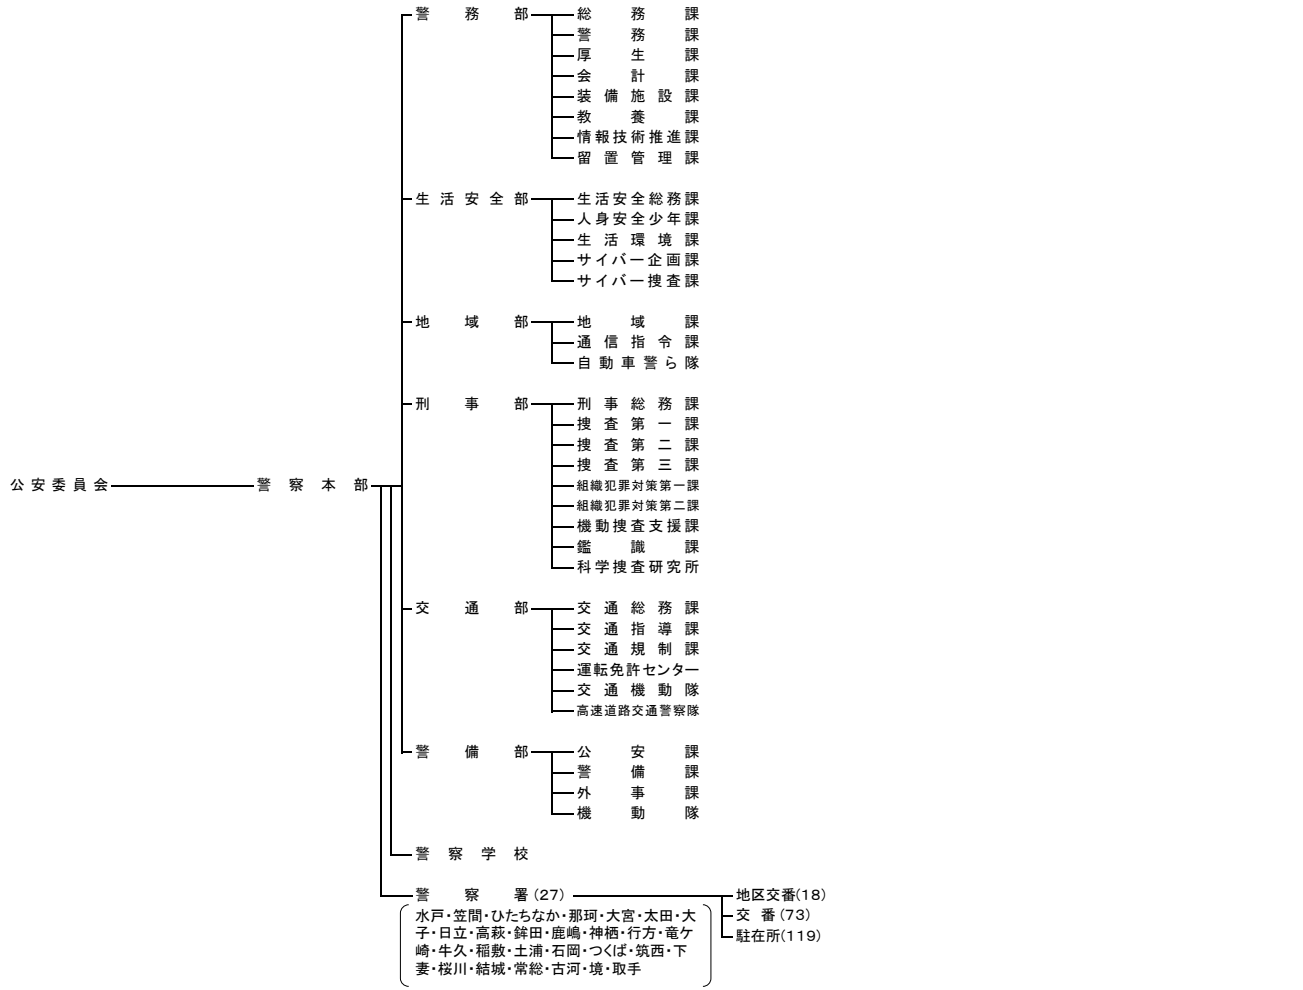 警務部 総務課
警務課
厚生課
会計課
装備施設課
教養課
情報技術推進課
留置管理課
生活安全部 生活安全総務課
人身安全少年課
生活環境課
サイバー企画課
サイバー捜査課
地域部 地域課
通信指令課
自動車警ら隊
刑事部 刑事総務課
捜査第一課
捜査第二課
捜査第三課
公安委員会 警察本部 組織犯罪対策第一課
組織犯罪対策第二課
機動捜査支援課
鑑識課
科学捜査研究所
交通部 交通総務課
交通指導課
交通規制課
運転免許センター
交通機動隊
高速道路交通警察隊
警備部 公安課
警備課
外事課
機動隊
警察学校
警察署(27) 地区交番(18)
水戸・笠間・ひたちなか・那珂・大宮・太田・大 交番(73)
子・日立・高萩・鉾田・鹿嶋・神栖・行方・竜ケ 駐在所(119)
崎・牛久・稲敷・土浦・石岡・つくば・筑西・下
妻・桜川・結城・常総・古河・境・取手